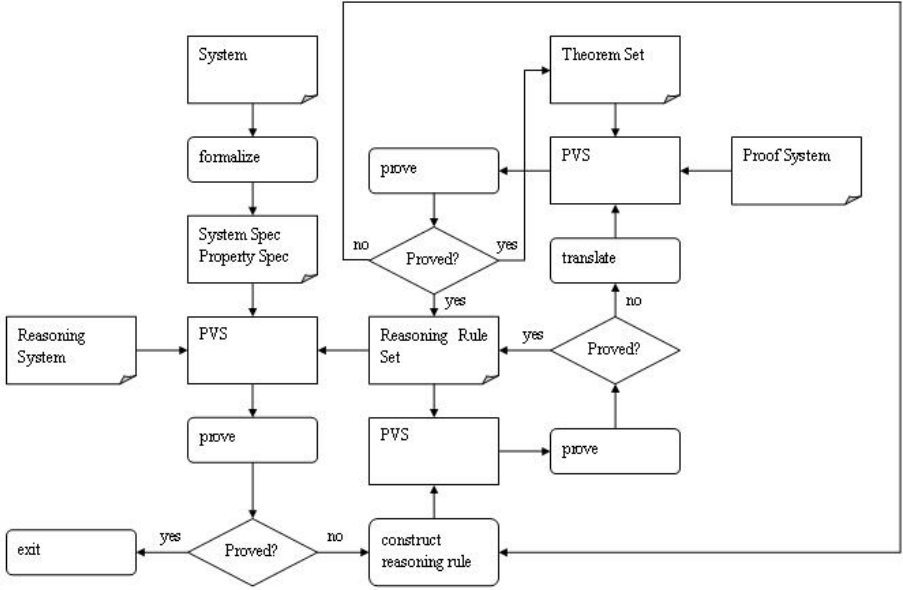 System
Theorem Set
formalize
prove
PVS
Proof System
System Spec
Property Spec
no
Proved?
yes
translate
yes
no
Reasoning
System
PVS
Reasoning Rule
Set
yes
Proved?
prove
PVS
prove
exit
yes
Proved?
no
construct
reasoning rule